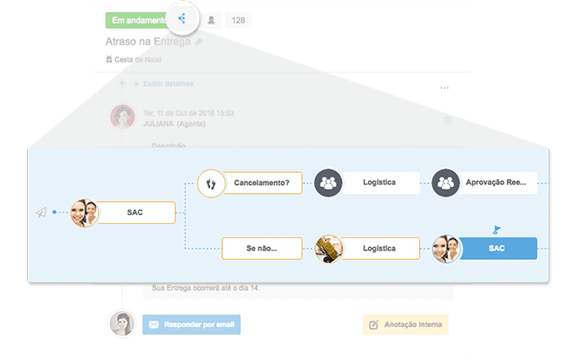 Em andamento
128
Atraso na Entrega
Cesta de Natal
Exibir detalhes
Ter, 11 de Out de 2016 15:53
JULIANA (Agente)
Descrição
Cancelamento?
Logística
Aprovação Ree...
SAC
Se não...
Logística
SAC
Sua Entrega ocorrerá até o dia 14.
Responder por email
Anotação interna